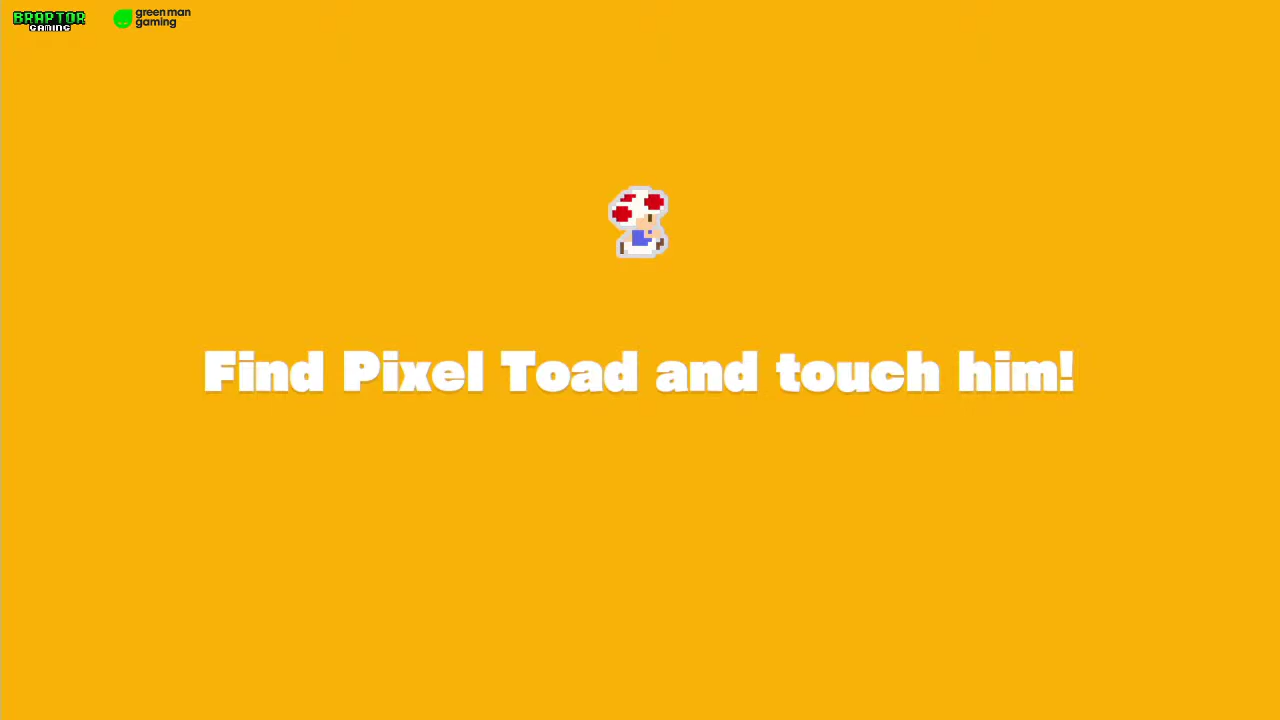 BRAPTOR
GAMING
green man
gaming
Find Pixel Toad and touch him!